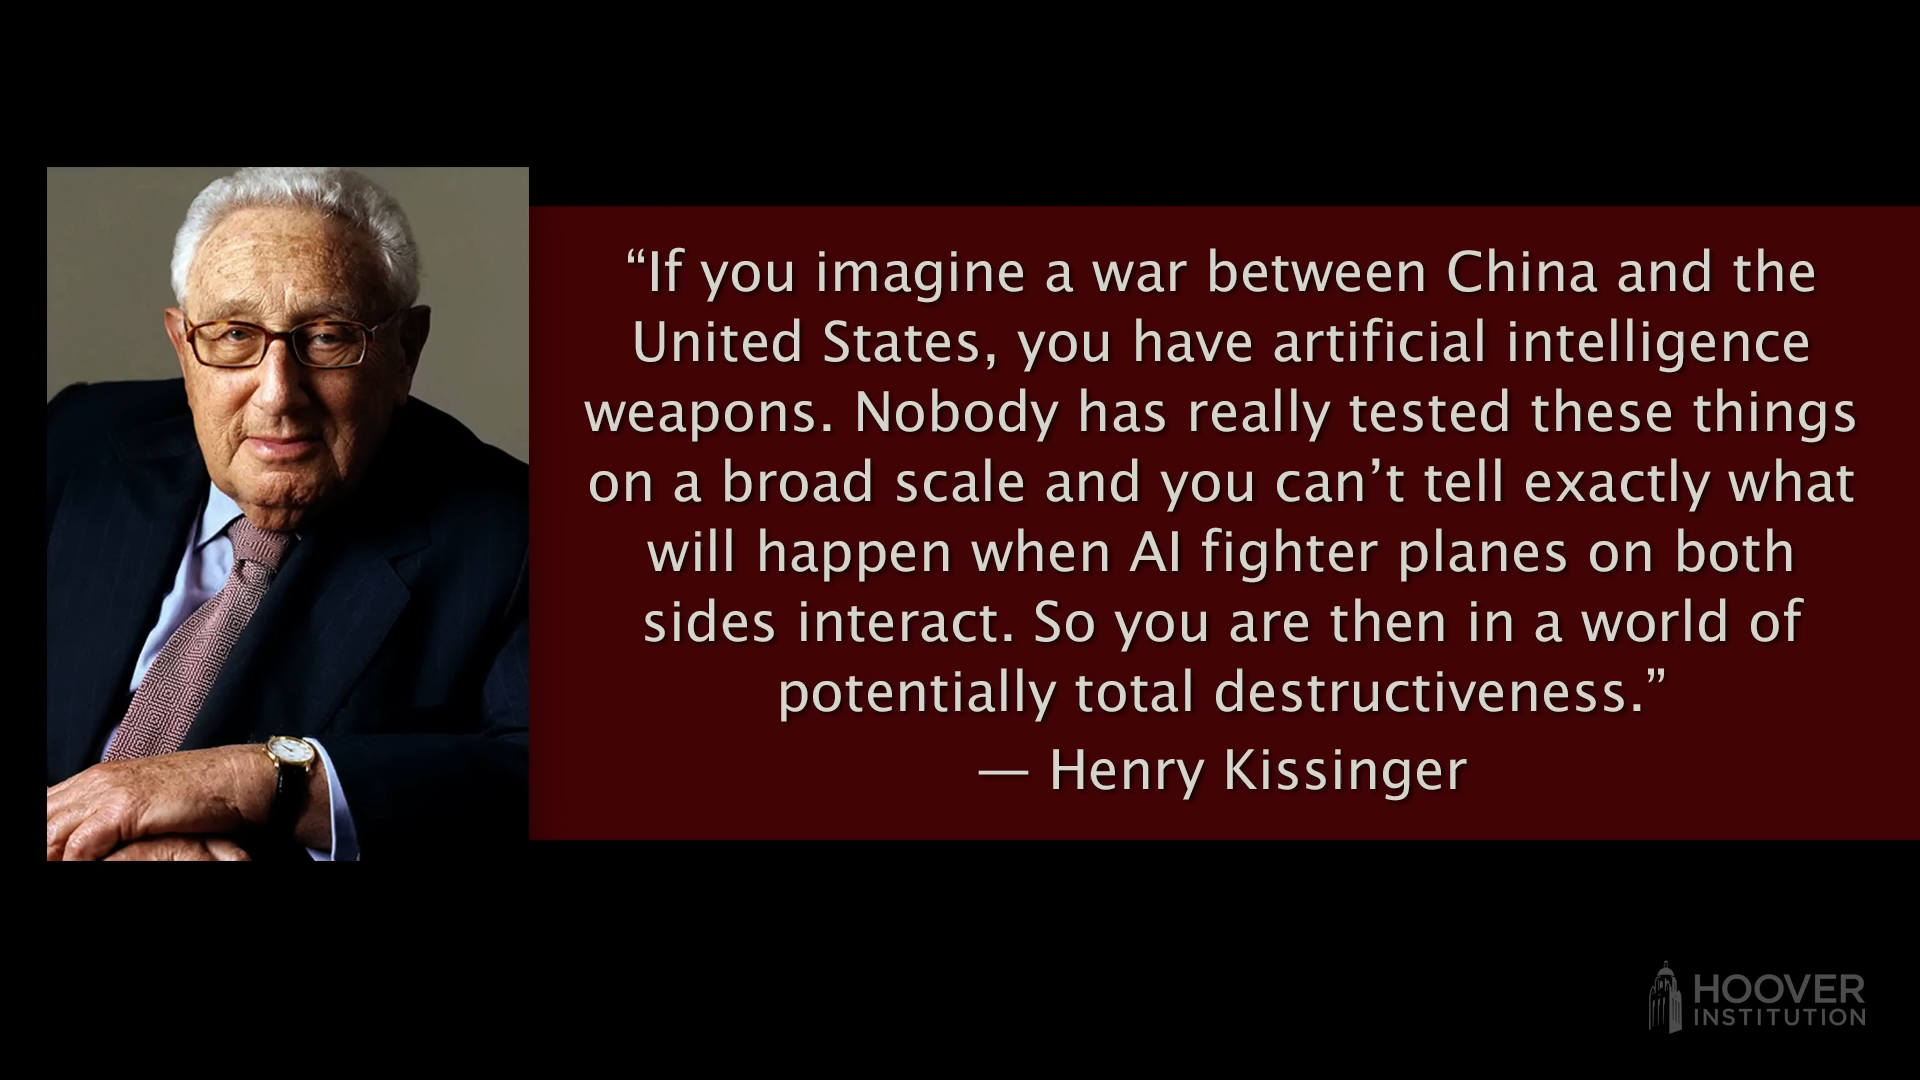 “If you imagine a war between China and the
United States, you have artificial intelligence
weapons. Nobody has really tested these things
on a broad scale and you can’t tell exactly what
will happen when AI fighter planes on both
sides interact. So you are then in a world of
potentially total destructiveness.”
— Henry Kissinger
HOOVER
INSTITUTION